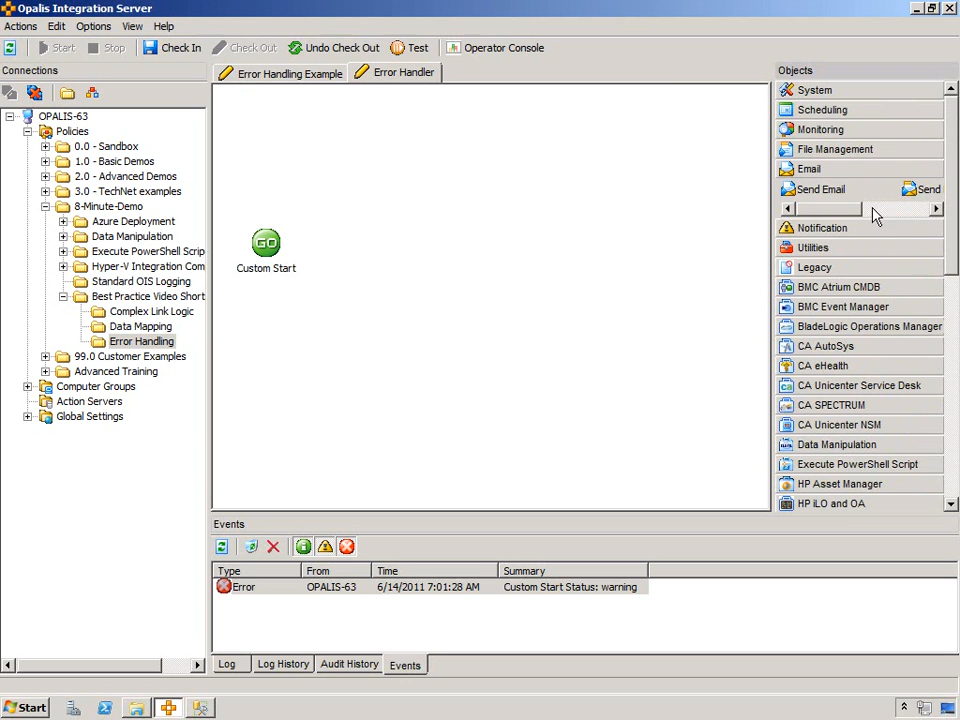 Opalis Integration Server
Actions Edit Options View Help
Start Stop Check In Check Out Undo Check Out Test Operator Console
Connections
OPALIS-63
Policies
0.0 - Sandbox
1.0 - Basic Demos
2.0 - Advanced Demos
3.0 - TechNet examples
8-Minute-Demo
Azure Deployment
Data Manipulation
Execute PowerShell Scrip
Hyper-V Integration Com
Standard OIS Logging
Best Practice Video Short
Complex Link Logic
Data Mapping
Error Handling
99.0 Customer Examples
Advanced Training
Computer Groups
Action Servers
Global Settings
Error Handling Example Error Handler
GO
Custom Start
Objects
System
Scheduling
Monitoring
File Management
Email
Send Email Send
Notification
Utilities
Legacy
BMC Atrium CMDB
BMC Event Manager
BladeLogic Operations Manager
CA AutoSys
CA eHealth
CA Unicenter Service Desk
CA SPECTRUM
CA Unicenter NSM
Data Manipulation
Execute PowerShell Script
HP Asset Manager
HP iLO and OA
Events
Type From Time Summary
Error OPALIS-63 6/14/2011 7:01:28 AM Custom Start Status: warning
Log Log History Audit History Events
Start